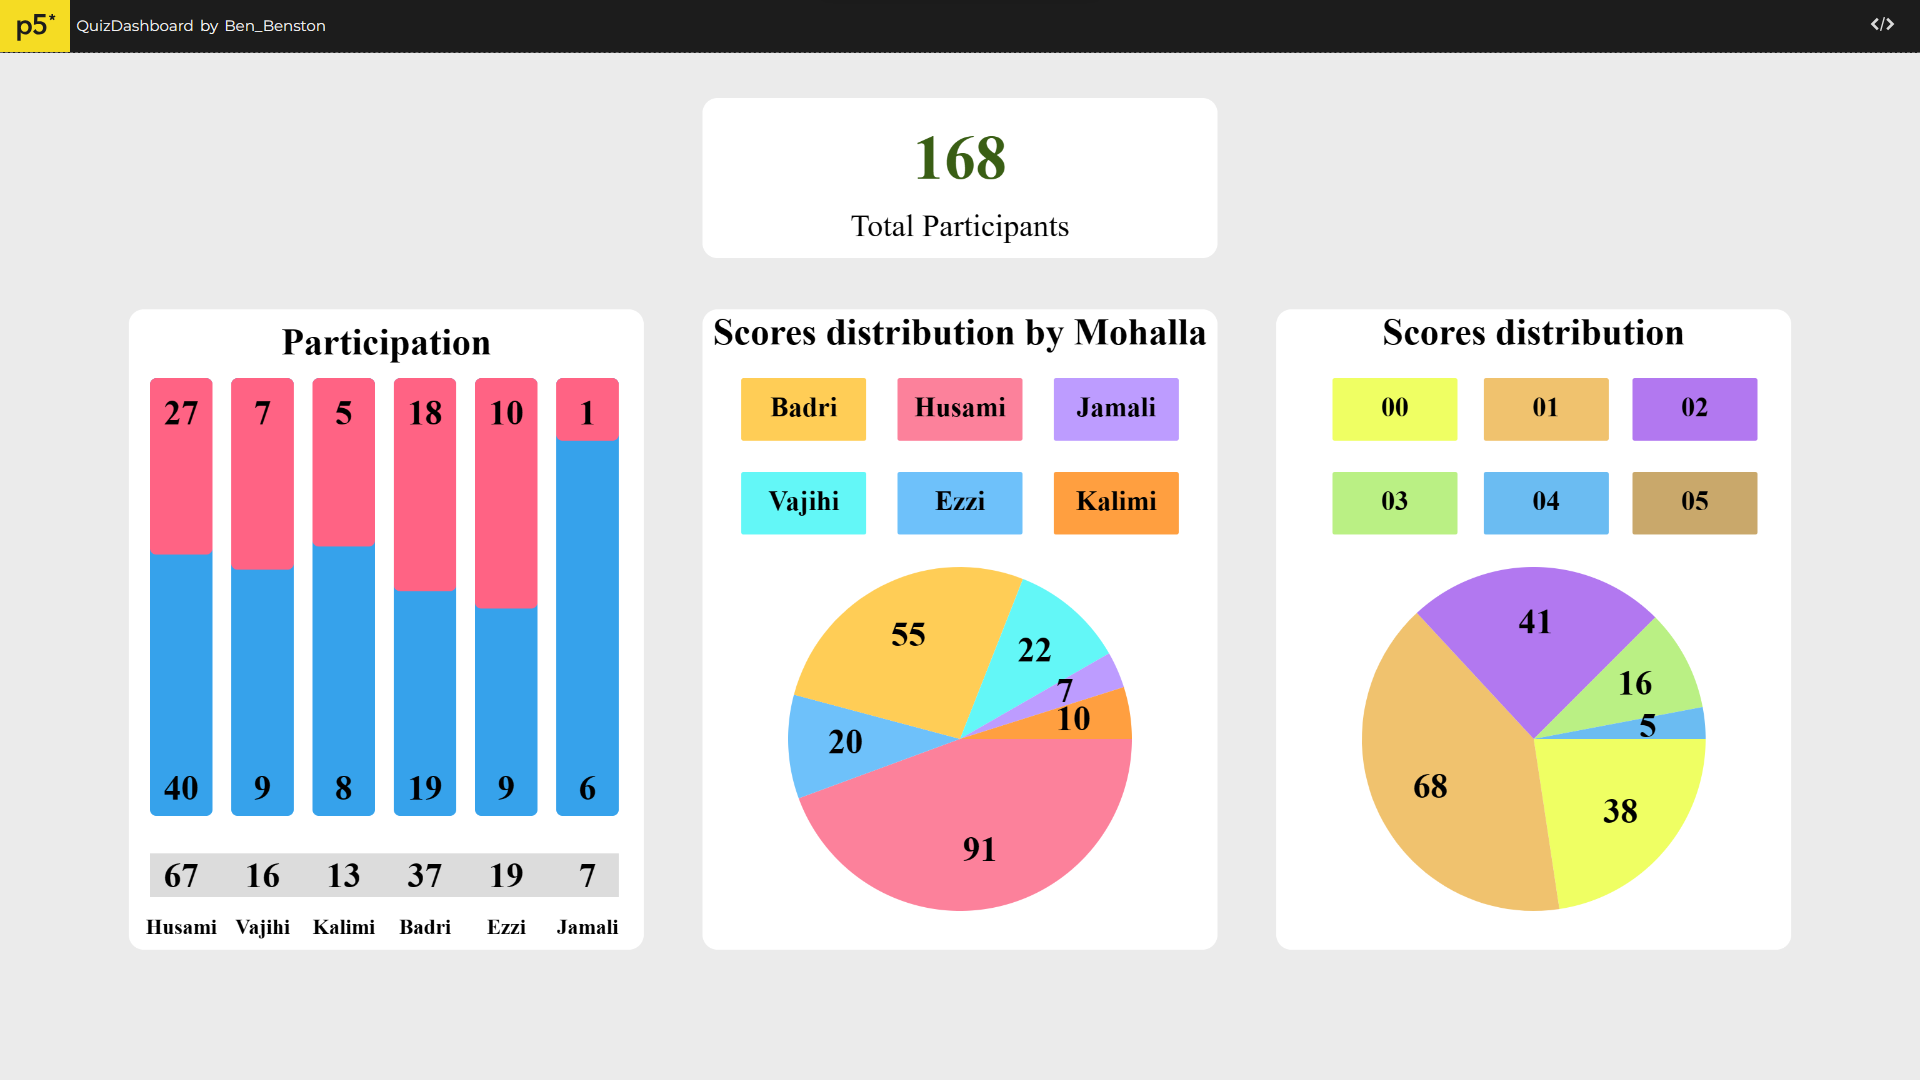 p5* QuizDashboard by Ben_Benston </>
168
Total Participants
Participation
27 7 5 18 10 1
40 9 8 19 9 6
67 16 13 37 19 7
Husami Vajihi Kalimi Badri Ezzi Jamali
Scores distribution by Mohalla
Badri Husami Jamali
Vajihi Ezzi Kalimi
55
22
7
10
20
91
Scores distribution
00 01 02
03 04 05
41
16
5
68
38